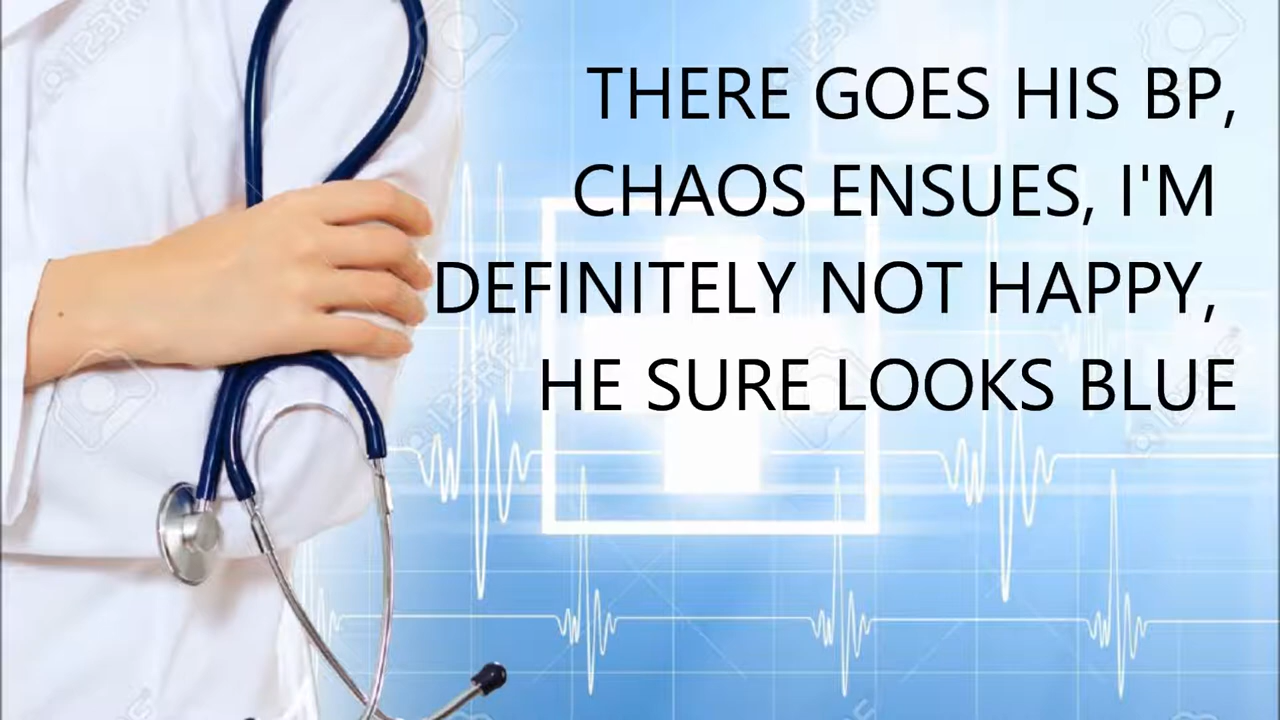 THERE GOES HIS BP,
CHAOS ENSUES, I'M
DEFINITELY NOT HAPPY,
HE SURE LOOKS BLUE